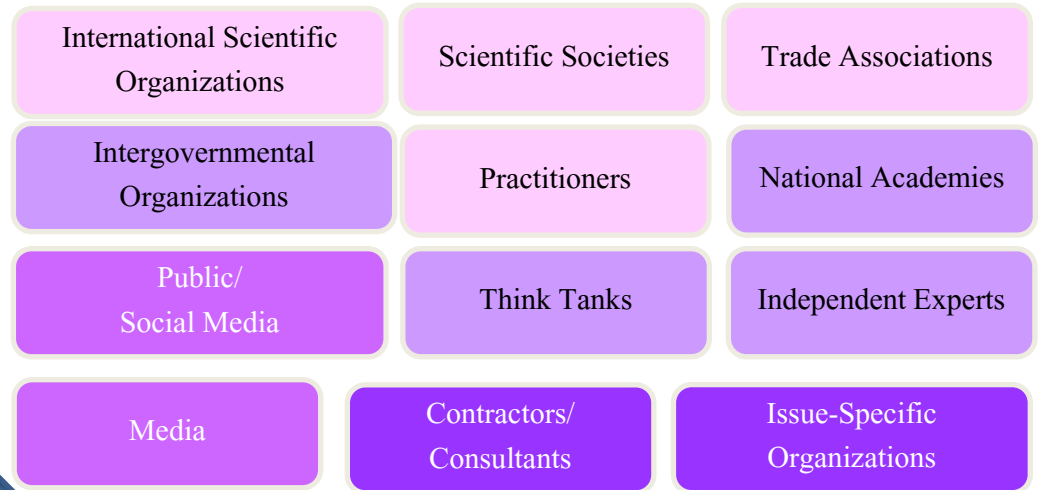 International Scientific
Organizations
Scientific Societies
Trade Associations
Intergovernmental
Organizations
Practitioners
National Academies
Public/
Social Media
Think Tanks
Independent Experts
Media
Contractors/
Consultants
Issue-Specific
Organizations